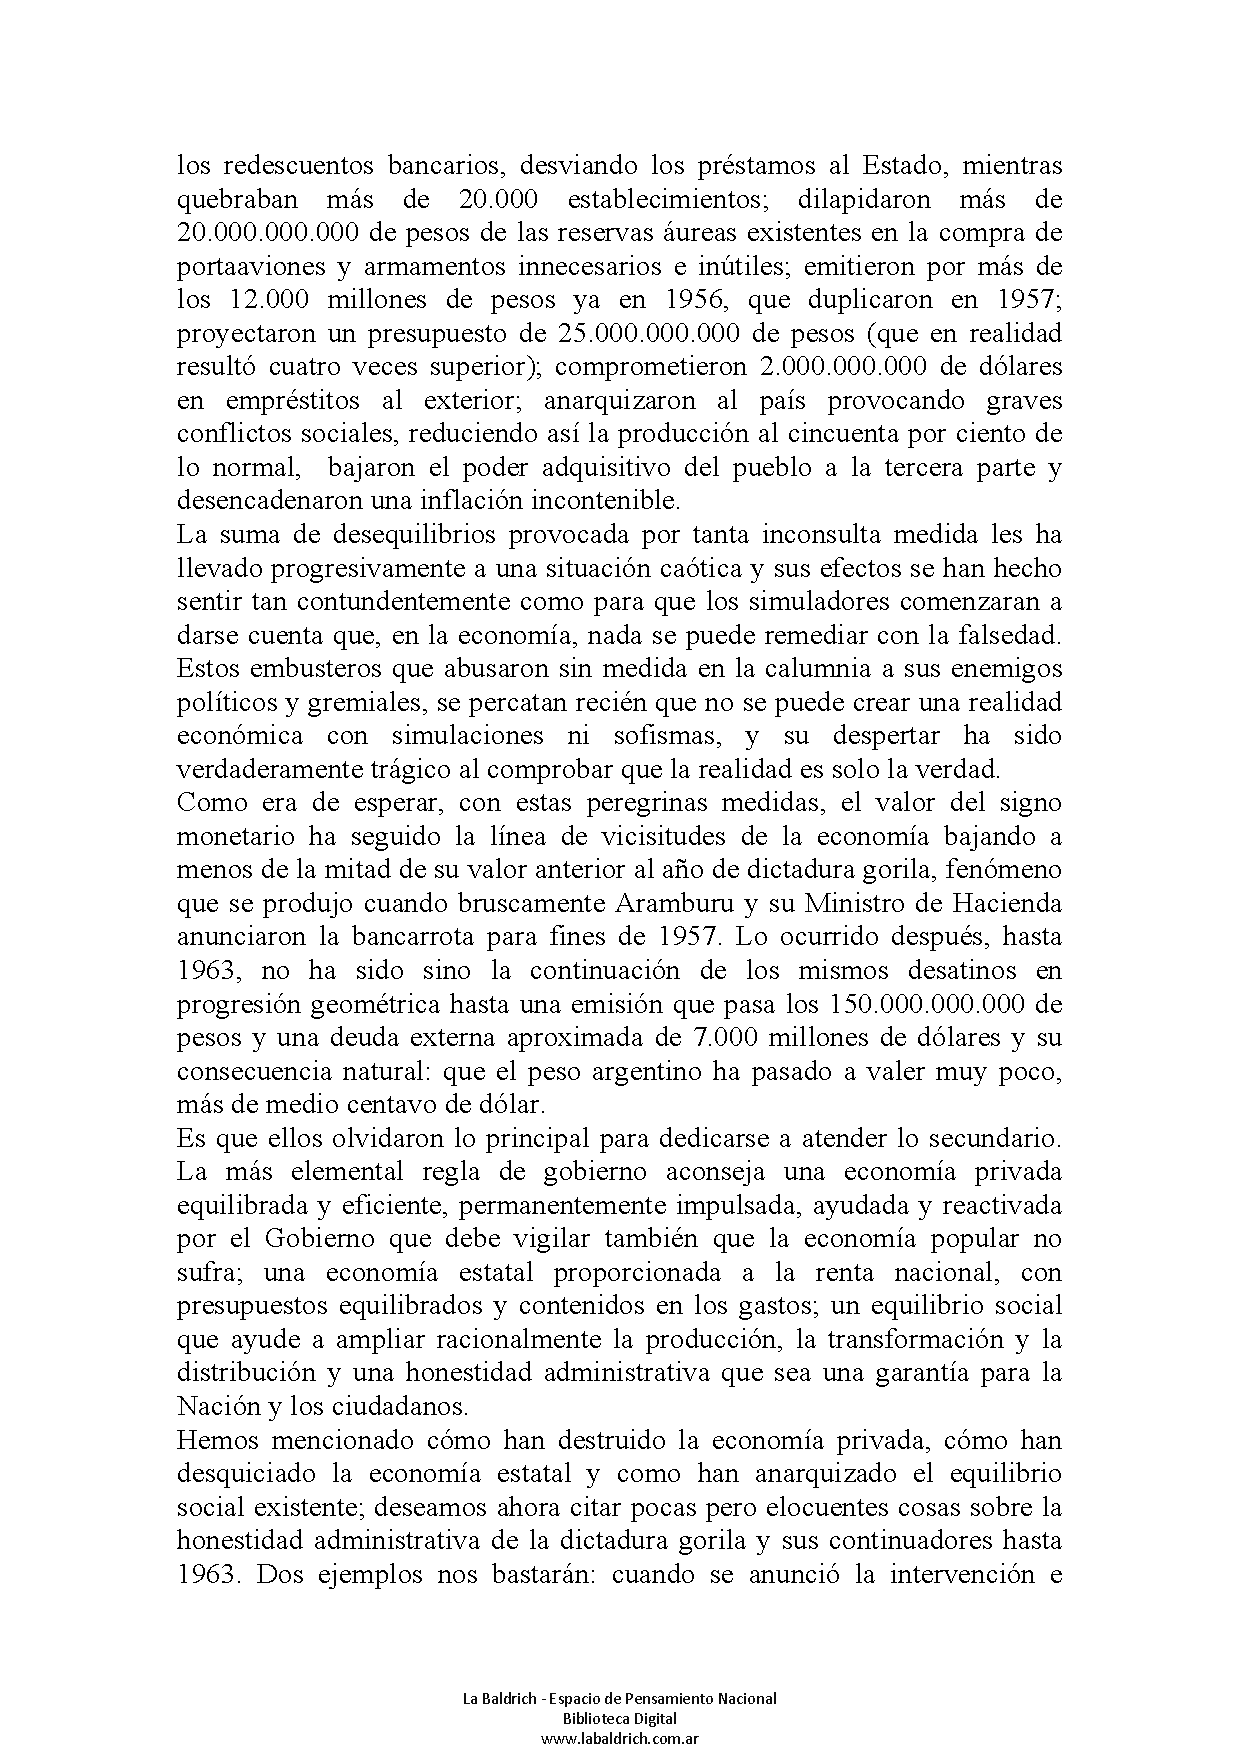 los redescuentos bancarios, desviando los préstamos al Estado, mientras
quebraban más de 20.000 establecimientos; dilapidaron más de
20.000.000.000 de pesos de las reservas áureas existentes en la compra de
portaaviones y armamentos innecesarios e inútiles; emitieron por más de
los 12.000 millones de pesos ya en 1956, que duplicaron en 1957;
proyectaron un presupuesto de 25.000.000.000 de pesos (que en realidad
resultó cuatro veces superior); comprometieron 2.000.000.000 de dólares
en empréstitos al exterior; anarquizaron al país provocando graves
conflictos sociales, reduciendo así la producción al cincuenta por ciento de
lo normal, bajaron el poder adquisitivo del pueblo a la tercera parte y
desencadenaron una inflación incontenible.
La suma de desequilibrios provocada por tanta inconsulta medida les ha
llevado progresivamente a una situación caótica y sus efectos se han hecho
sentir tan contundentemente como para que los simuladores comenzaran a
darse cuenta que, en la economía, nada se puede remediar con la falsedad.
Estos embusteros que abusaron sin medida en la calumnia a sus enemigos
políticos y gremiales, se percatan recién que no se puede crear una realidad
económica con simulaciones ni sofismas, y su despertar ha sido
verdaderamente trágico al comprobar que la realidad es solo la verdad.
Como era de esperar, con estas peregrinas medidas, el valor del signo
monetario ha seguido la línea de vicisitudes de la economía bajando a
menos de la mitad de su valor anterior al año de dictadura gorila, fenómeno
que se produjo cuando bruscamente Aramburu y su Ministro de Hacienda
anunciaron la bancarrota para fines de 1957. Lo ocurrido después, hasta
1963, no ha sido sino la continuación de los mismos desatinos en
progresión geométrica hasta una emisión que pasa los 150.000.000.000 de
pesos y una deuda externa aproximada de 7.000 millones de dólares y su
consecuencia natural: que el peso argentino ha pasado a valer muy poco,
más de medio centavo de dólar.
Es que ellos olvidaron lo principal para dedicarse a atender lo secundario.
La más elemental regla de gobierno aconseja una economía privada
equilibrada y eficiente, permanentemente impulsada, ayudada y reactivada
por el Gobierno que debe vigilar también que la economía popular no
sufra; una economía estatal proporcionada a la renta nacional, con
presupuestos equilibrados y contenidos en los gastos; un equilibrio social
que ayude a ampliar racionalmente la producción, la transformación y la
distribución y una honestidad administrativa que sea una garantía para la
Nación y los ciudadanos.
Hemos mencionado cómo han destruido la economía privada, cómo han
desquiciado la economía estatal y como han anarquizado el equilibrio
social existente; deseamos ahora citar pocas pero elocuentes cosas sobre la
honestidad administrativa de la dictadura gorila y sus continuadores hasta
1963. Dos ejemplos nos bastarán: cuando se anunció la intervención e
La Baldrich - Espacio de Pensamiento Nacional
Biblioteca Digital
www.labaldrich.com.ar